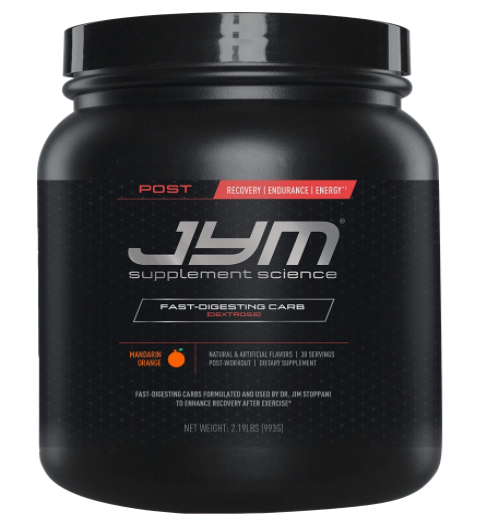 POST
RECOVERY | ENDURANCE | ENERGY*†
JYM®
supplement science
FAST-DIGESTING CARB
(DEXTROSE)
MANDARIN
ORANGE
NATURAL & ARTIFICIAL FLAVORS | 30 SERVINGS
POST-WORKOUT | DIETARY SUPPLEMENT
FAST-DIGESTING CARBS FORMULATED AND USED BY DR. JIM STOPPANI
TO ENHANCE RECOVERY AFTER EXERCISE*
NET WEIGHT: 2.19LBS (993G)